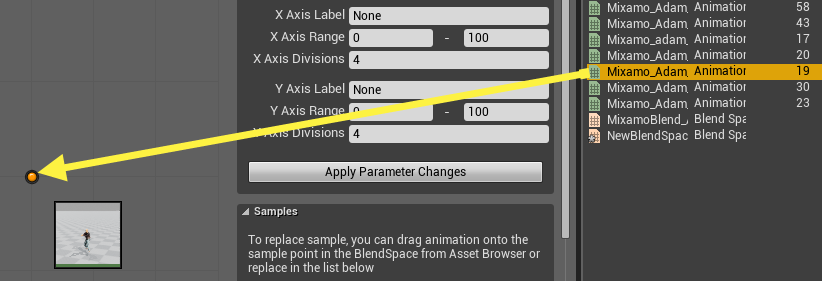 X Axis Label None
X Axis Range 0 - 100
X Axis Divisions 4
Y Axis Label None
Y Axis Range 0 - 100
Axis Divisions 4
Apply Parameter Changes
Samples
To replace sample, you can drag animation onto the
sample point in the BlendSpace from Asset Browser or
replace in the list below
Mixamo_Adam_ Animation 58
Mixamo_Adam_ Animation 43
Mixamo_adam_ Animation 17
Mixamo_Adam_ Animation 20
Mixamo_Adam_ Animation 19
Mixamo_Adam_ Animation 30
Mixamo_Adam_ Animation 23
MixamoBlend_ Blend Spa
NewBlendSpac Blend Spa